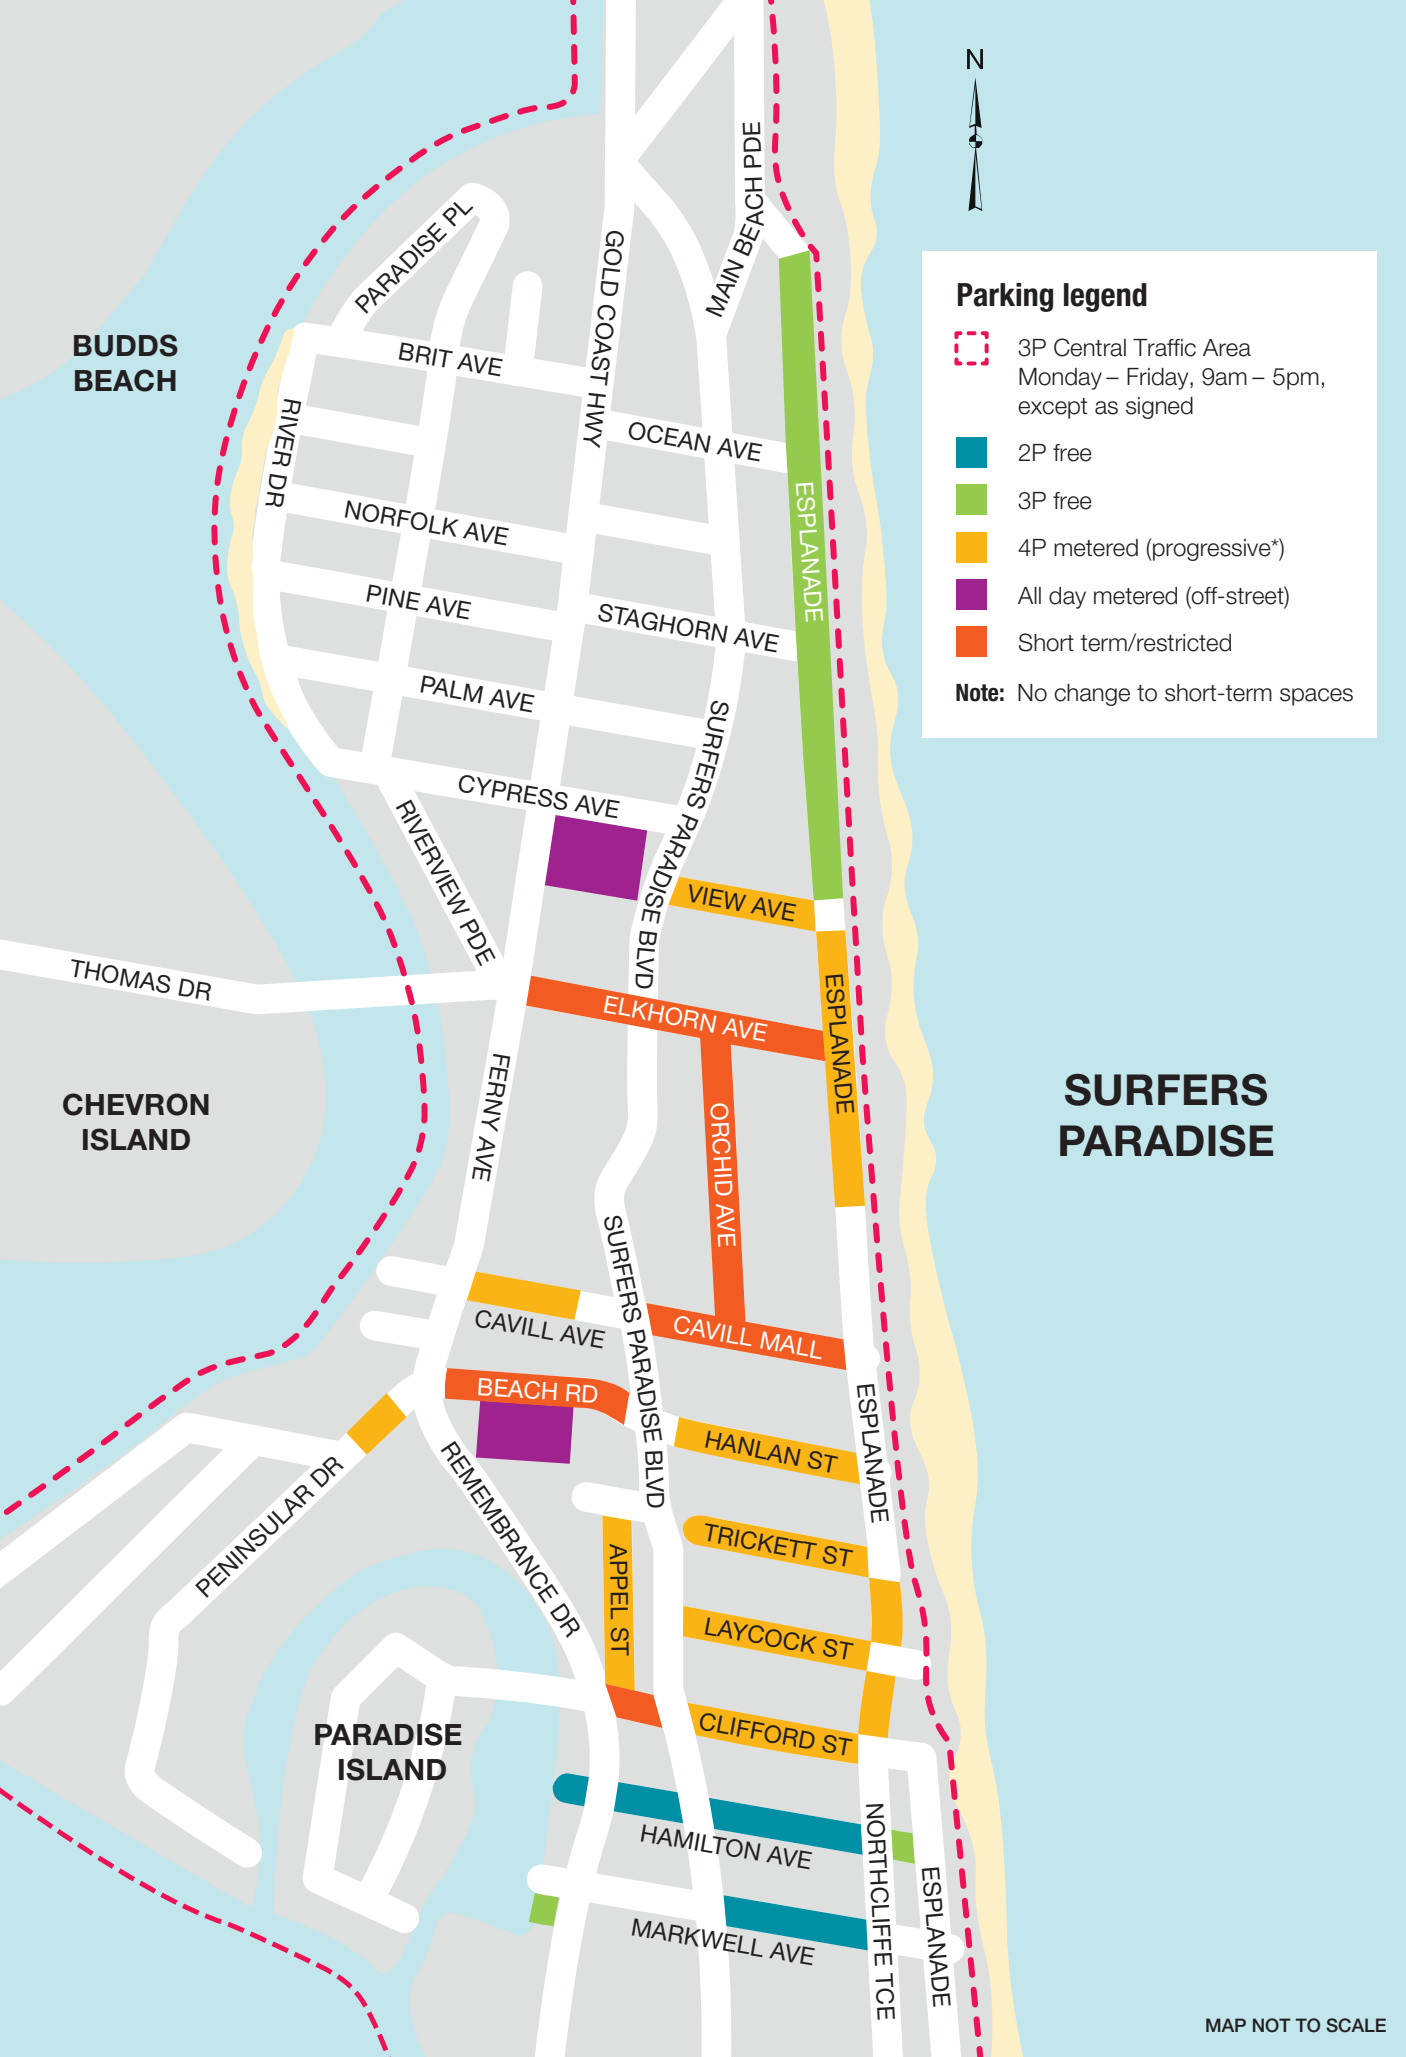 N
MAIN BEACH PDE
PARADISE PL
GOLD COAST HWY
Parking legend
3P Central Traffic Area
Monday – Friday, 9am – 5pm,
except as signed
2P free
3P free
4P metered (progressive*)
All day metered (off-street)
Short term/restricted
Note: No change to short-term spaces
BUDDS
BEACH
BRIT AVE
RIVER DR
OCEAN AVE
ESPLANADE
NORFOLK AVE
PINE AVE
STAGHORN AVE
PALM AVE
SURFERS PARADISE BLVD
CYPRESS AVE
RIVERVIEW PDE
VIEW AVE
THOMAS DR
ESPLANADE
ELKHORN AVE
FERNY AVE
CHEVRON
ISLAND
ORCHID AVE
SURFERS
PARADISE
SURFERS PARADISE BLVD
CAVILL AVE
CAVILL MALL
BEACH RD
ESPLANADE
HANLAN ST
REMEMBRANCE DR
PENINSULAR DR
TRICKETT ST
APPEL ST
LAYCOCK ST
PARADISE
ISLAND
CLIFFORD ST
HAMILTON AVE
NORTHCLIFFE TCE
ESPLANADE
MARKWELL AVE
MAP NOT TO SCALE